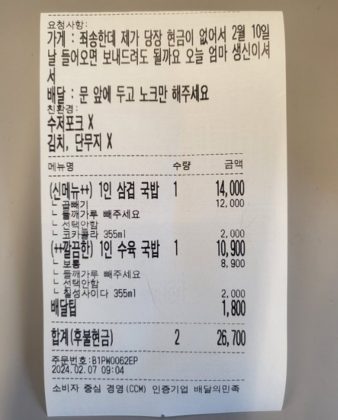 요청사항:
가게 : 죄송한데 제가 당장 현금이 없어서 2월 10일
날 들어오면 보내드려도 될까요 오늘 엄마 생신이셔
서
배달 : 문 앞에 두고 노크만 해주세요
친환경:
수저포크 X
김치, 단무지 X
메뉴명 수량 금액
(신메뉴++) 1인 삼겹 국밥 1 14,000
└ 곱빼기 12,000
└ 들깨가루 빼주세요
└ 선택안함
└ 코카콜라 355ml 2,000
(++깔끔한) 1인 수육 국밥 1 10,900
└ 보통 8,900
└ 들깨가루 빼주세요
└ 선택안함
└ 칠성사이다 355ml 2,000
배달팁 1,800
합계(후불현금) 2 26,700
주문번호:B1PW0062EP
2024.02.07 09:04
소비자 중심 경영(CCM) 인증기업 배달의민족